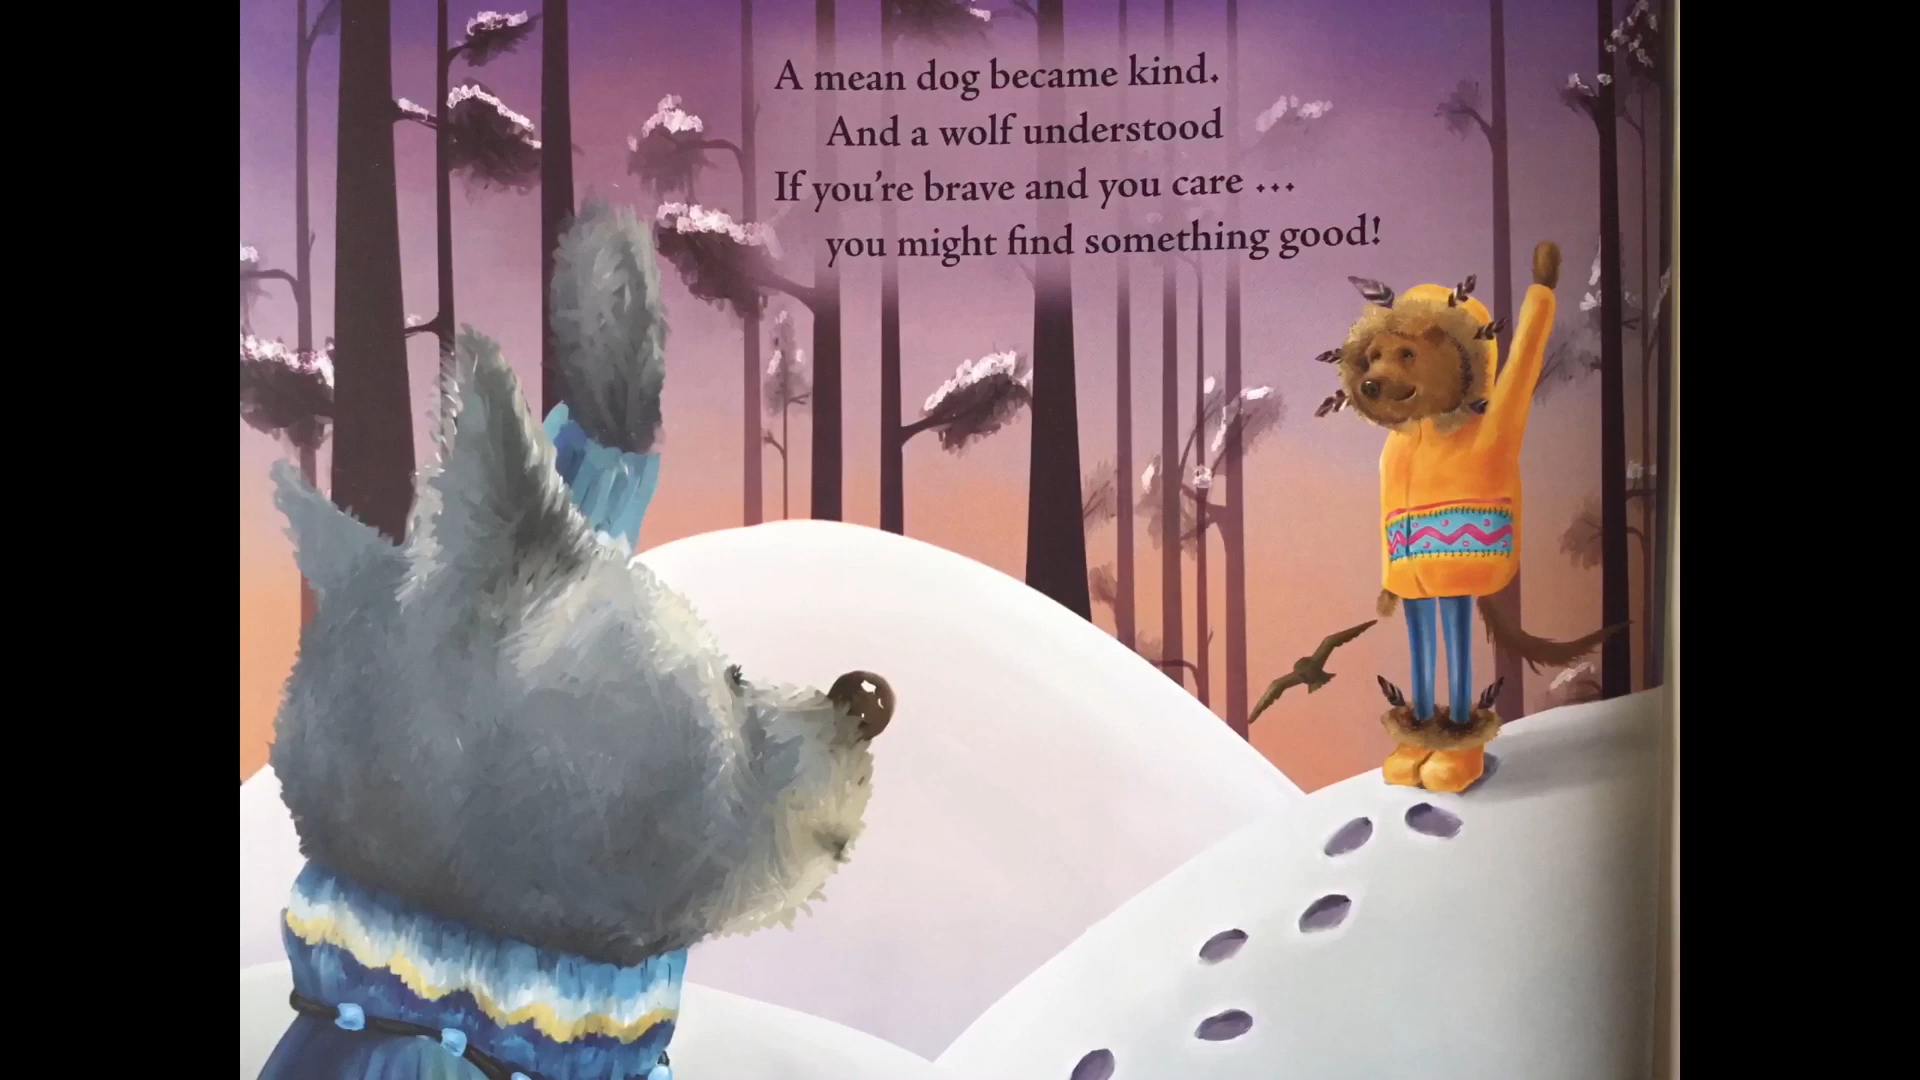 A mean dog became kind.
And a wolf understood
If you're brave and you care ...
you might find something good!